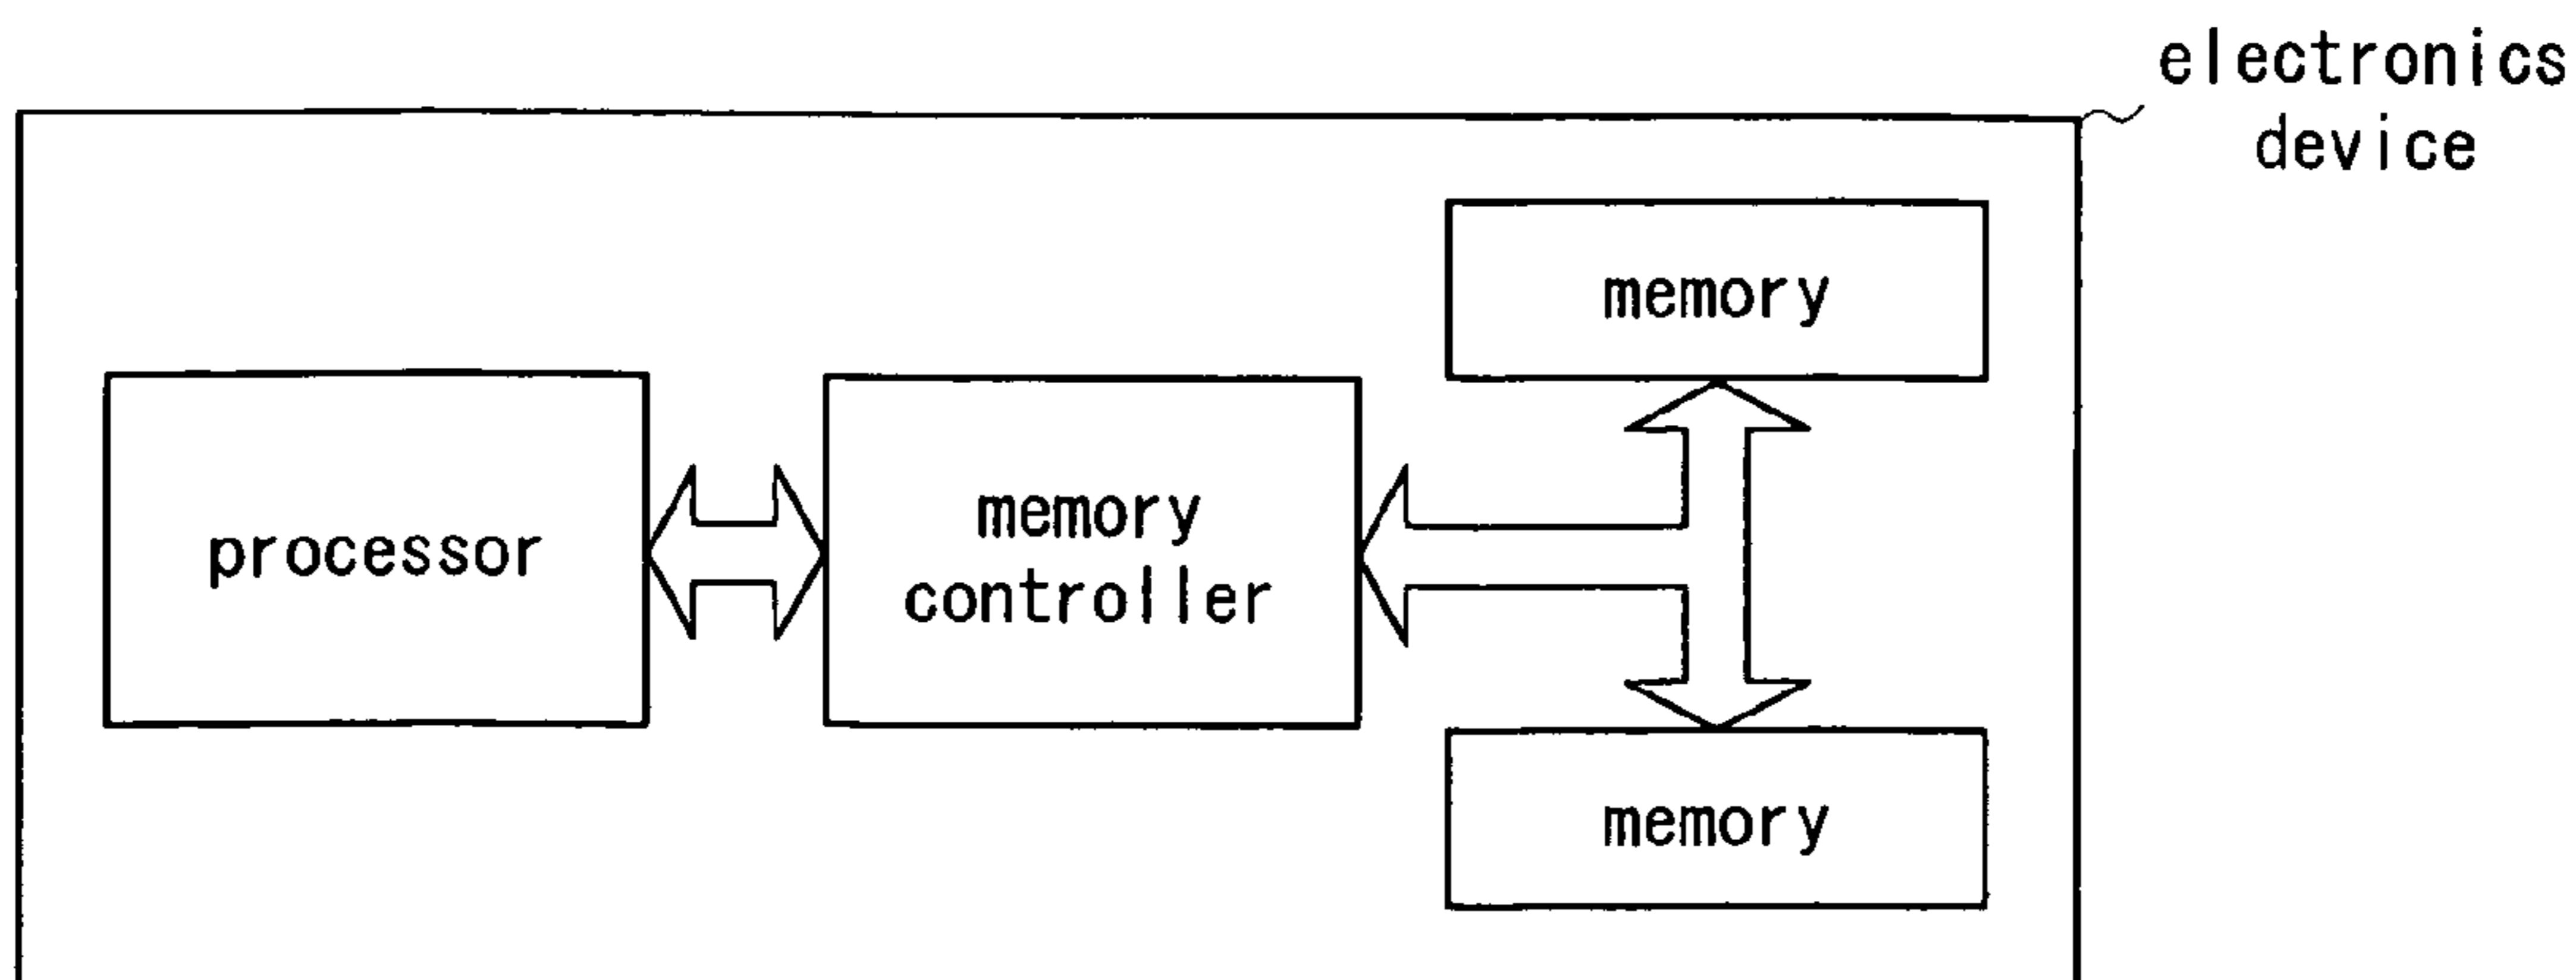 electronics
device
memory
processor
memory
controller
memory